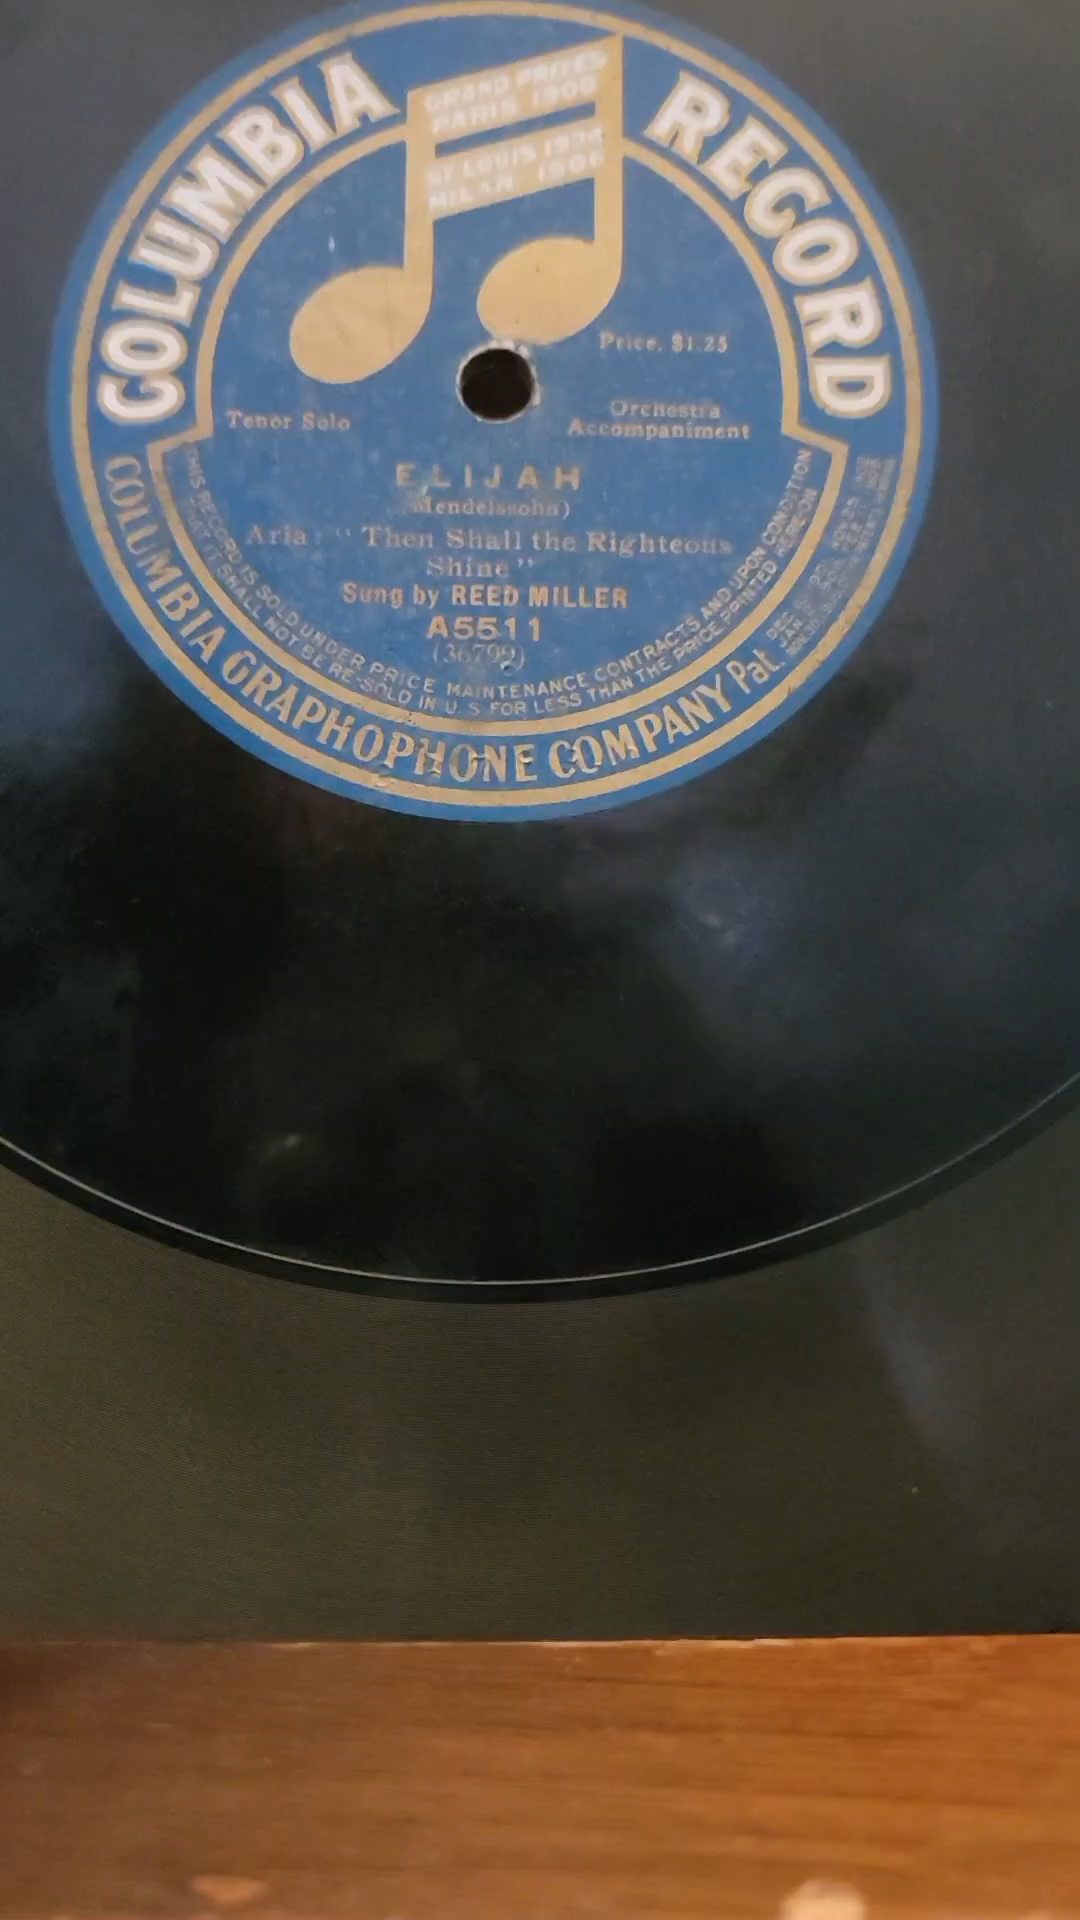 COLUMBIA RECORD
GRAND PRIZES
PARIS 1900
ST LOUIS 1904
MILAN 1906
Price, $1.25
Tenor Solo
Orchestra
Accompaniment
ELIJAH
Mendelssohn)
Aria: "Then Shall the Righteous
Shine"
Sung by REED MILLER
A5511
(36799)
THIS RECORD IS SOLD UNDER PRICE MAINTENANCE CONTRACTS AND UPON CONDITION
THAT IT SHALL NOT BE RE-SOLD IN U.S. FOR LESS THAN THE PRICE PRINTED HERE-ON
COLUMBIA GRAPHOPHONE COMPANY Pat.